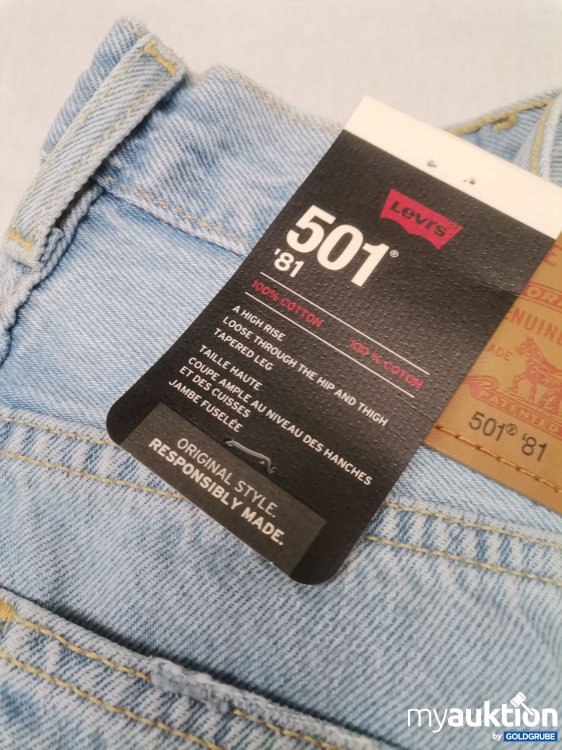 Levi's
501®
'81
100% COTTON 100 % COTON
A HIGH RISE
LOOSE THROUGH THE HIP AND THIGH
TAPERED LEG
TAILLE HAUTE
COUPE AMPLE AU NIVEAU DES HANCHES
ET DES CUISSES
JAMBE FUSELÉE
ORIGINAL STYLE.
RESPONSIBLY MADE.
MADE
PATENTED
501® '81
myauktion
by GOLDGRUBE